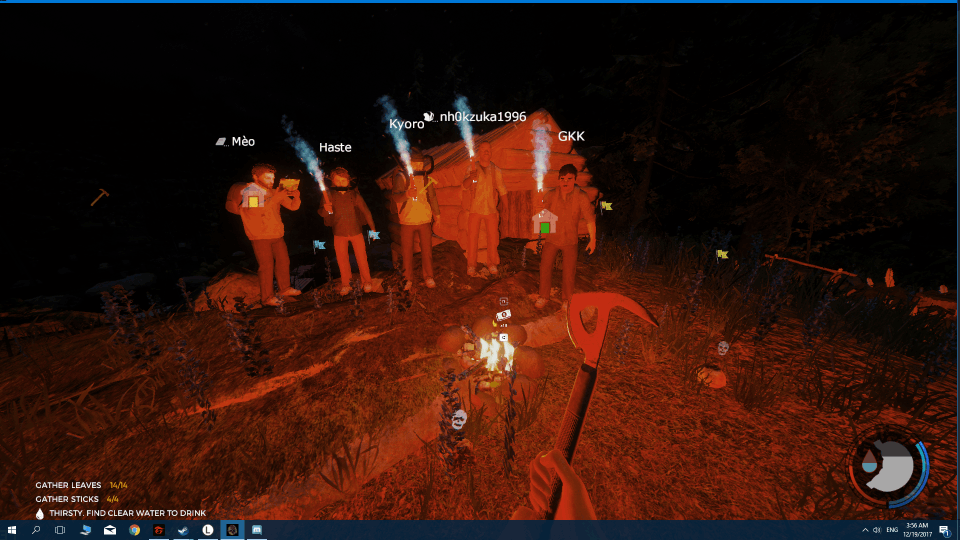 nh0kzuka1996
Kyoro
GKK
Mèo
Haste
GATHER LEAVES 14/14
GATHER STICKS 4/4
THIRSTY, FIND CLEAR WATER TO DRINK
ENG
3:56 AM
12/19/2017